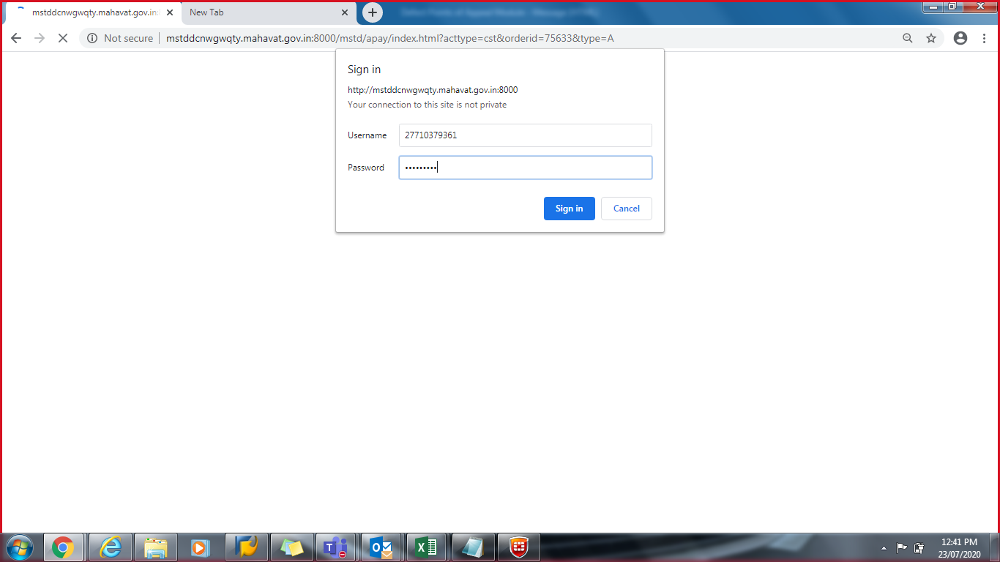 mstddcnwgwqty.mahavat.gov.in:
New Tab
Not secure
mstddcnwgwqty.mahavat.gov.in:8000/mstd/apay/index.html?acttype=cst&orderid=75633&type=A
Sign in
http://mstddcnwgwqty.mahavat.gov.in:8000
Your connection to this site is not private
Username 27710379361
Password •••••••••
Sign in Cancel
12:41 PM
23/07/2020